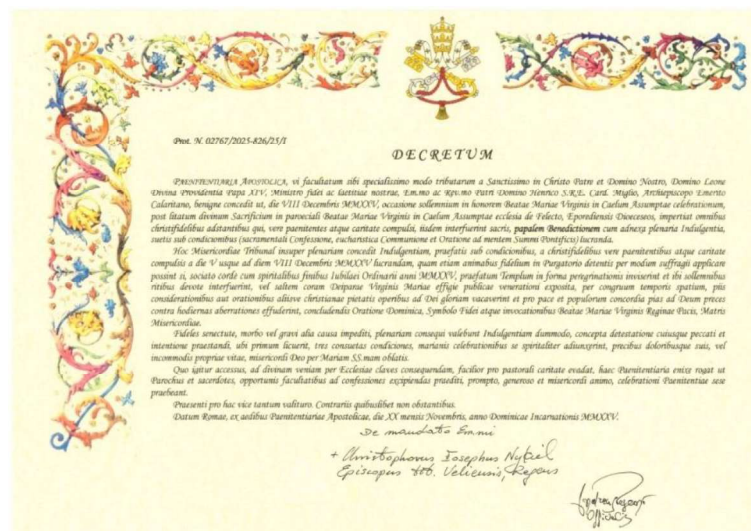 Prot. N. 02767/2025-826/25/I
DECRETUM
PAENITENTIARIA APOSTOLICA, vi facultatum sibi specialissimo modo tributarum a Sanctissimo in Christo Patre et Domino Nostro, Domino Leone
Divina Providentia Papa XIV, Ministro fidei ac laetitiae nostrae, Em.mo ac Rev.mo Patri Domino Henrico S.R.E. Card. Miglio, Archiepiscopo Emerito
Calaritano, benigne concedit ut, die VIII Decembris MMXXV, occasione sollemnium in honorem Beatae Mariae Virginis in Caelum Assumptae celebrationum,
post litatum divinum Sacrificium in paroeciali Beatae Mariae Virginis in Caelum Assumptae ecclesia de Felecto, Eporediensis Dioeceseos, impertiat omnibus
christifidelibus adstantibus qui, vere paenitentes atque caritate compulsi, iisdem interfuerint sacris, papalem Benedictionem cum adnexa plenaria Indulgentia,
suetis sub condicionibus (sacramentali Confessione, eucharistica Communione et Oratione ad mentem Summi Pontificis) lucranda.
Hoc Misericordiae Tribunal insuper plenariam concedit Indulgentiam, praefatis sub condicionibus, a christifidelibus vere paenitentibus atque caritate
compulsis a die V usque ad diem VIII Decembris MMXXV lucrandam, quam etiam animabus fidelium in Purgatorio detentis per modum suffragii applicare
possint si, sociato corde cum spiritalibus finibus Iubilaei Ordinarii anni MMXXV, praefatum Templum in forma peregrinationis inviserint et ibi sollemnibus
ritibus devote interfuerint, vel saltem coram Deiparae Virginis Mariae effigie publicae venerationi exposita, per congruum temporis spatium, piis
considerationibus aut orationibus aliisve christianae pietatis operibus ad Dei gloriam vacaverint et pro pace et populorum concordia pias ad Deum preces
contra hodiernas aberrationes effuderint, concludendis Oratione Dominica, Symbolo Fidei atque invocationibus Beatae Mariae Virginis Reginae Pacis, Matris
Misericordiae.
Fideles senectute, morbo vel gravi alia causa impediti, plenariam consequi valebunt Indulgentiam dummodo, concepta detestatione cuiusque peccati et
intentione praestandi, ubi primum licuerit, tres consuetas condiciones, marianis celebrationibus se spiritaliter adiunxerint, precibus doloribusque suis, vel
incommodis propriae vitae, misericordi Deo per Mariam SS.mam oblatis.
Quo igitur accessus, ad divinam veniam per Ecclesiae claves consequendam, facilior pro pastorali caritate evadat, haec Paenitentiaria enixe rogat ut
Parochus et sacerdotes, opportunis facultatibus ad confessiones excipiendas praediti, prompto, generoso et misericordi animo, celebrationi Paenitentiae sese
praebeant.
Praesenti pro hac vice tantum valituro. Contrariis quibuslibet non obstantibus.
Datum Romae, ex aedibus Paenitentiariae Apostolicae, die XX mensis Novembris, anno Dominicae Incarnationis MMXXV.
De mandato Em.mi
+ Christophorus Iosephus Nykiel
Episcopus tit. Veliensis, Regens